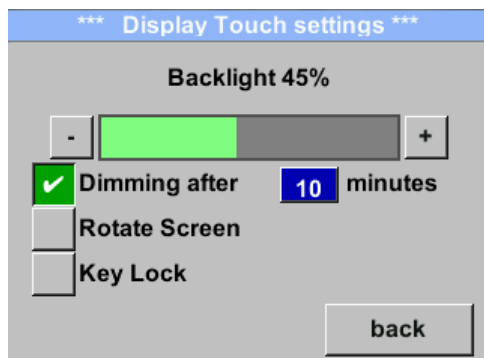 *** Display Touch settings ***
Backlight 45%
- +
Dimming after 10 minutes
Rotate Screen
Key Lock
back